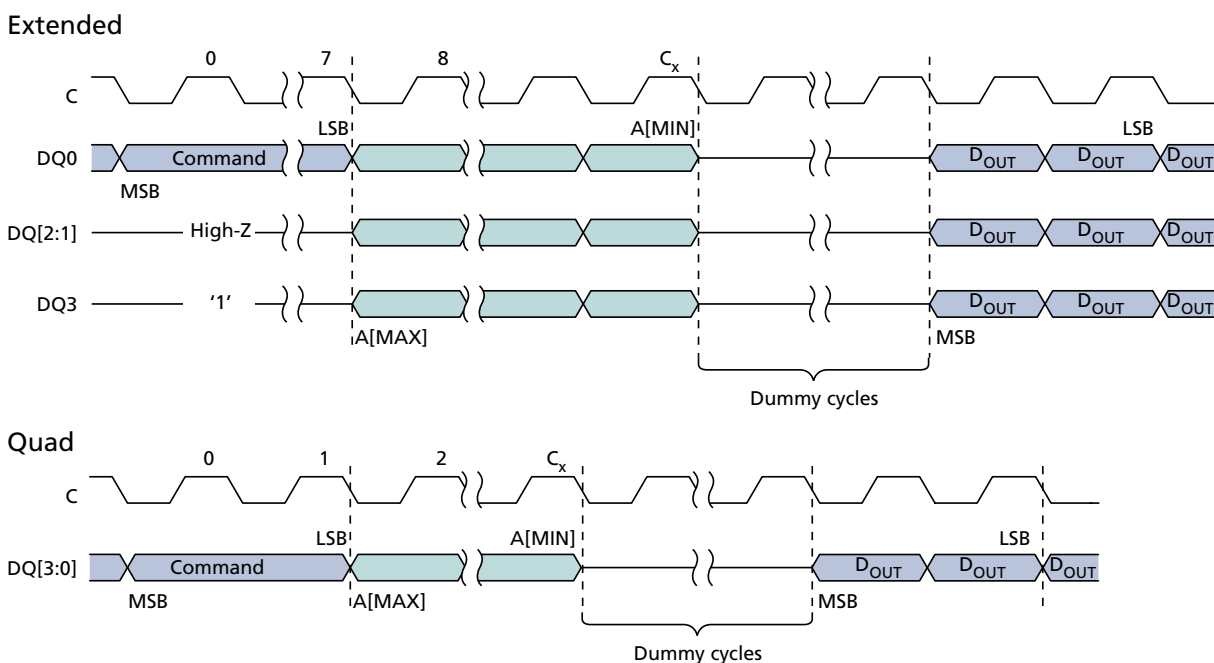 Extended
0 7 8 Cx
C
LSB A[MIN] LSB
DQ0 Command DOUT DOUT DOUT
MSB
DQ[2:1] High-Z DOUT DOUT DOUT
DQ3 '1' DOUT DOUT DOUT
A[MAX] MSB
Dummy cycles
Quad
0 1 2 Cx
C
LSB A[MIN] LSB
DQ[3:0] Command DOUT DOUT DOUT
MSB A[MAX] MSB
Dummy cycles